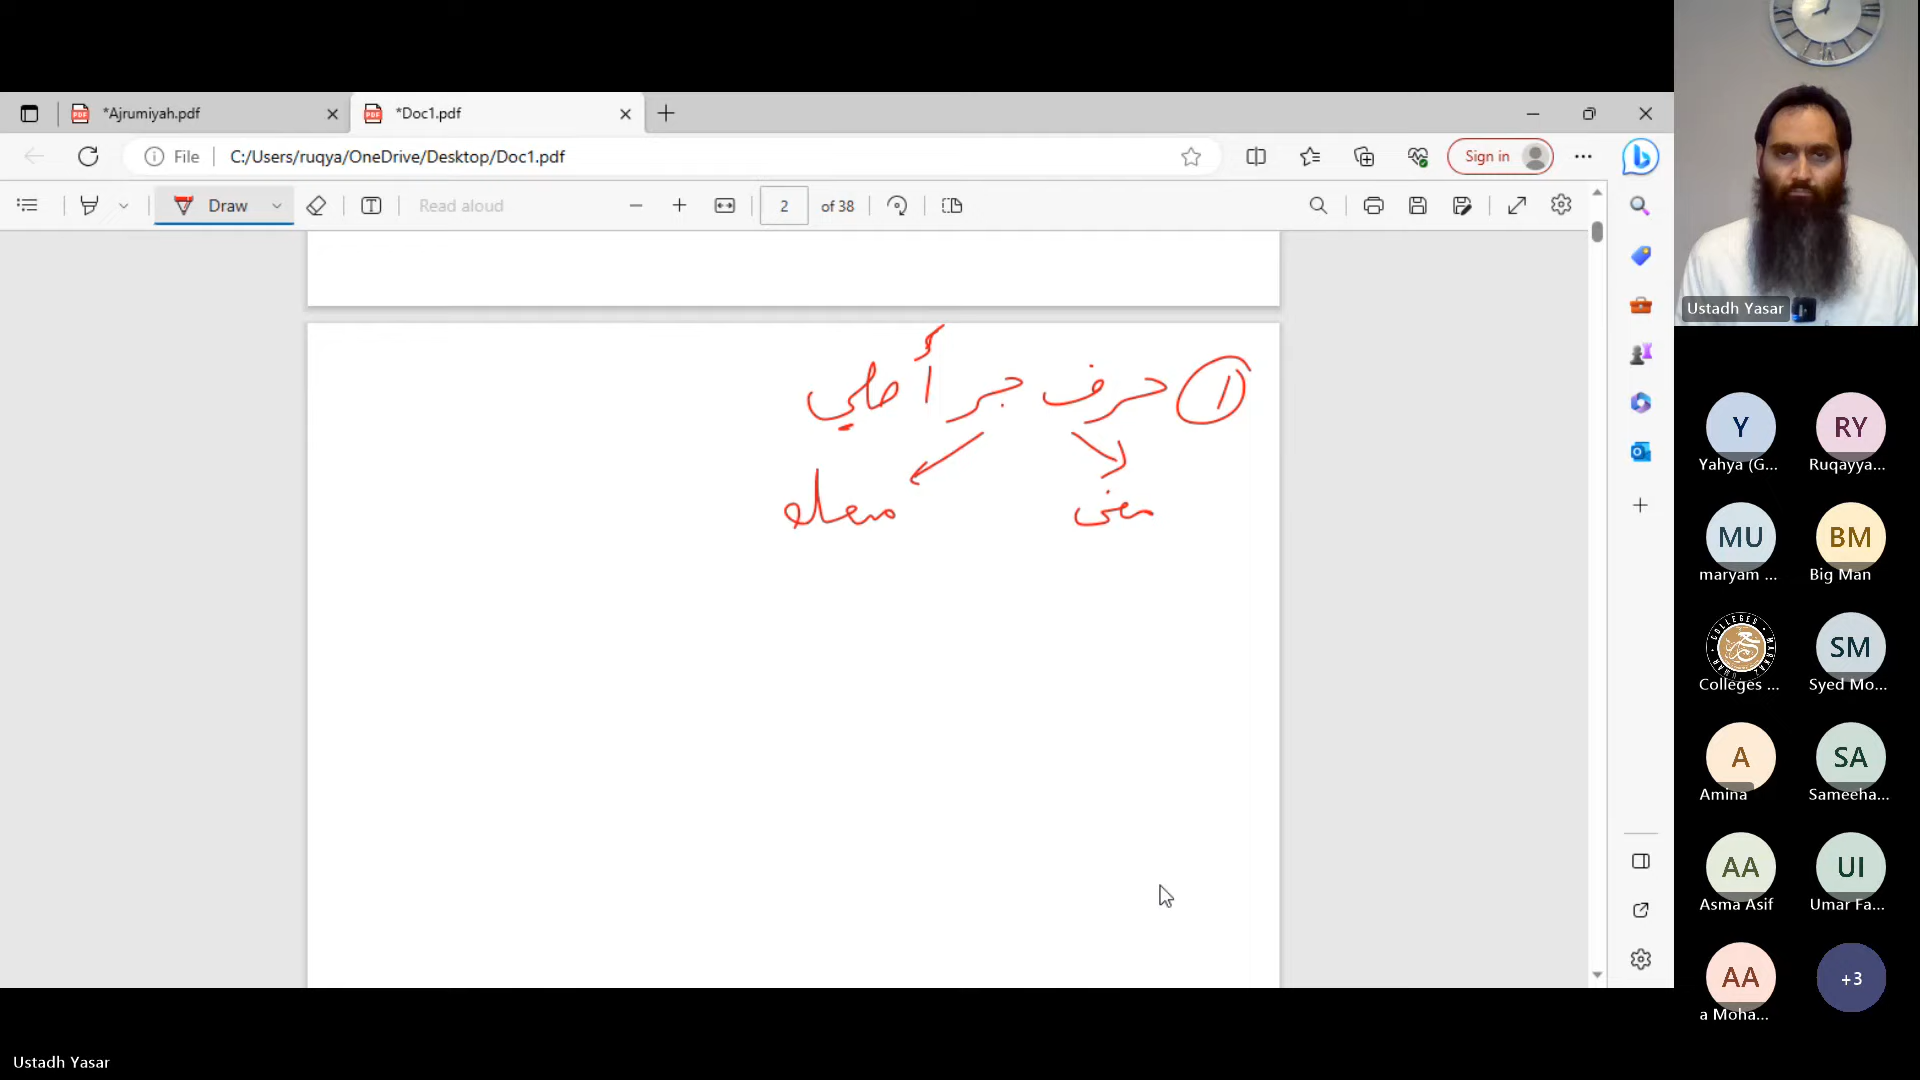 *Ajrumiyah.pdf
*Doc1.pdf
File
C:/Users/ruqya/OneDrive/Desktop/Doc1.pdf
Sign in
Draw
Read aloud
2
of 38
① حرف جر أصلي
معنى
Ustadh Yasar
Y
Yahya (G...
RY
Ruqayya...
MU
maryam ...
BM
Big Man
Colleges ...
SM
Syed Mo...
A
Amina
SA
Sameeha...
AA
Asma Asif
UI
Umar Fa...
AA
a Moha...
+3
Ustadh Yasar